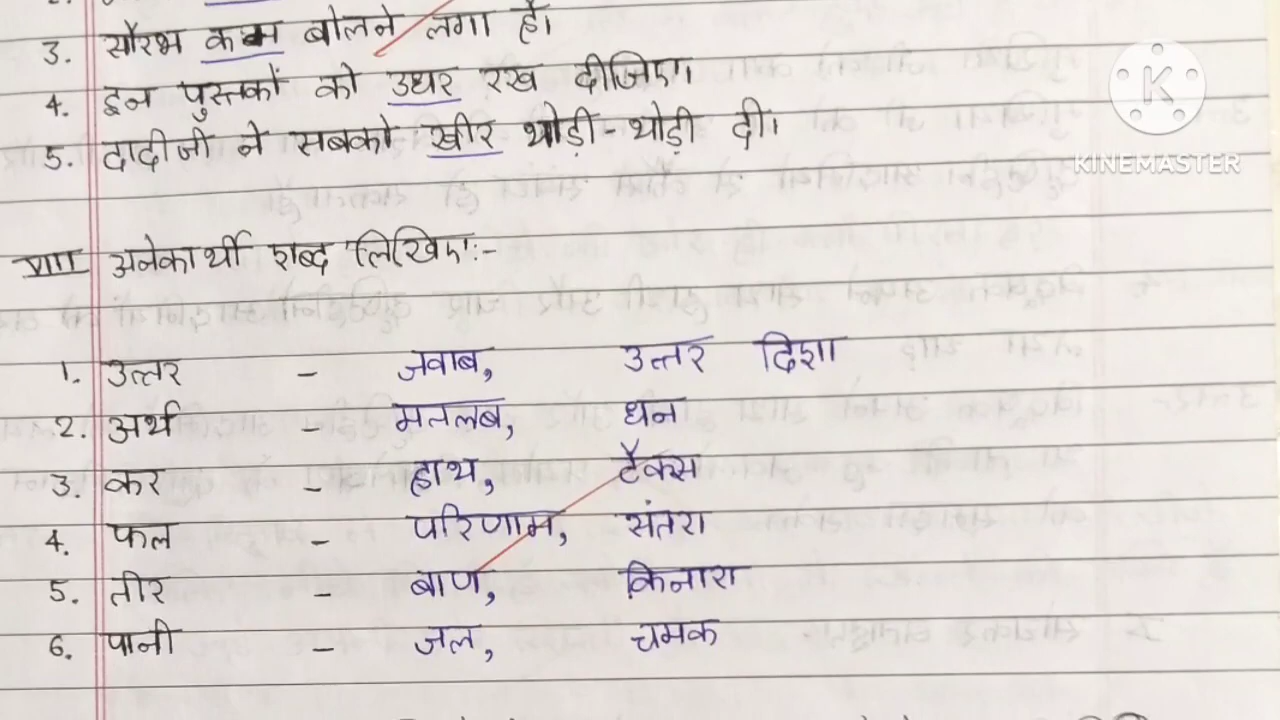 3. सौरभ कम बोलने लगा है।
4. इन पुस्तकों को उधर रख दीजिए।
5. दादीजी ने सबको खीर थोड़ी-थोड़ी दी।
KINEMASTER
अनेकार्थी शब्द लिखिए:-
1. उत्तर - जवाब, उत्तर दिशा
2. अर्थ - मतलब, धन
3. कर - हाथ, टैक्स
4. फल - परिणाम, संतरा
5. तीर - बाण, किनारा
6. पानी - जल, चमक